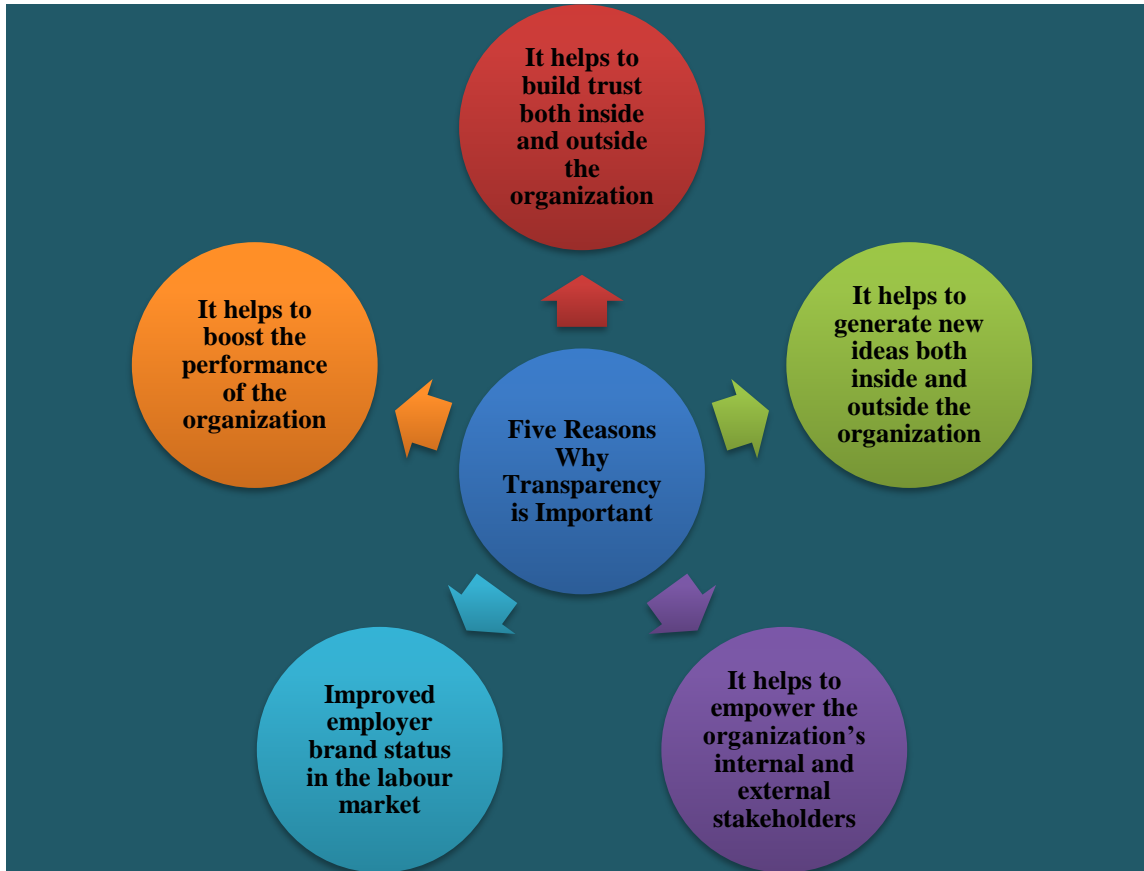 It helps to
build trust
both inside
and outside
the
organization
It helps to
boost the
performance
of the
organization
It helps to
generate new
ideas both
inside and
outside the
organization
Five Reasons
Why
Transparency
is Important
Improved
employer
brand status
in the labour
market
It helps to
empower the
organization’s
internal and
external
stakeholders